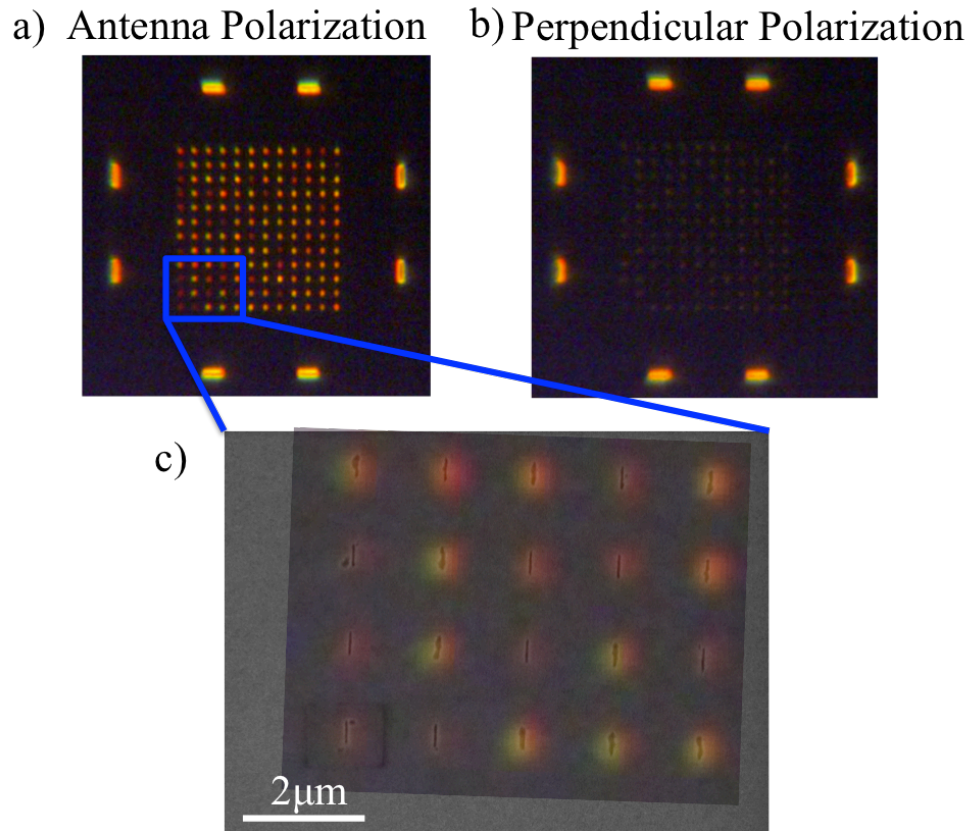 a) Antenna Polarization
b) Perpendicular Polarization
c)
2μm